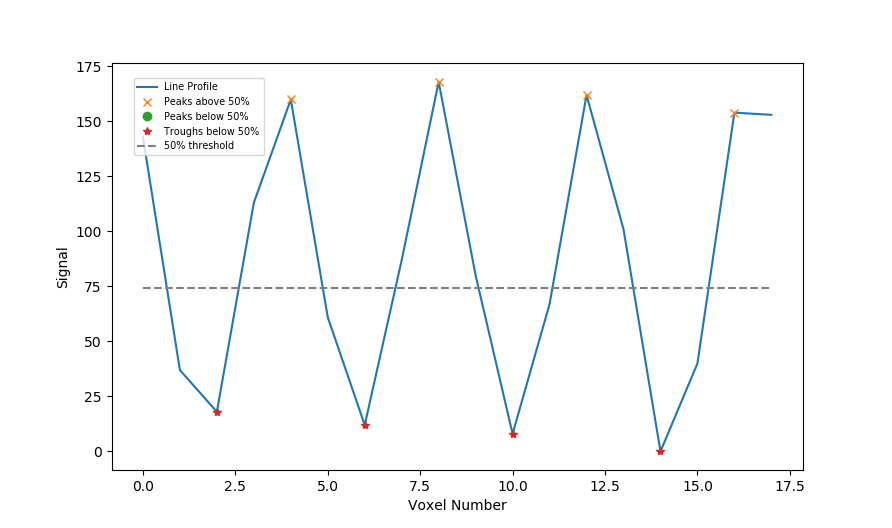 175
150
125
100
75
50
25
0
Signal
Line Profile
Peaks above 50%
Peaks below 50%
Troughs below 50%
50% threshold
0.0 2.5 5.0 7.5 10.0 12.5 15.0 17.5
Voxel Number